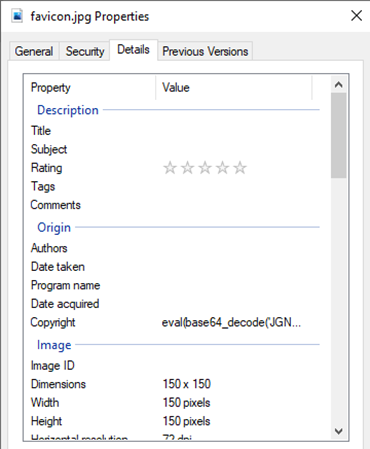 favicon.jpg Properties
General Security Details Previous Versions
Property Value
Description
Title
Subject
Rating
Tags
Comments
Origin
Authors
Date taken
Program name
Date acquired
Copyright eval(base64_decode('JGN...
Image
Image ID
Dimensions 150 x 150
Width 150 pixels
Height 150 pixels
Horizontal resolution 72 dpi